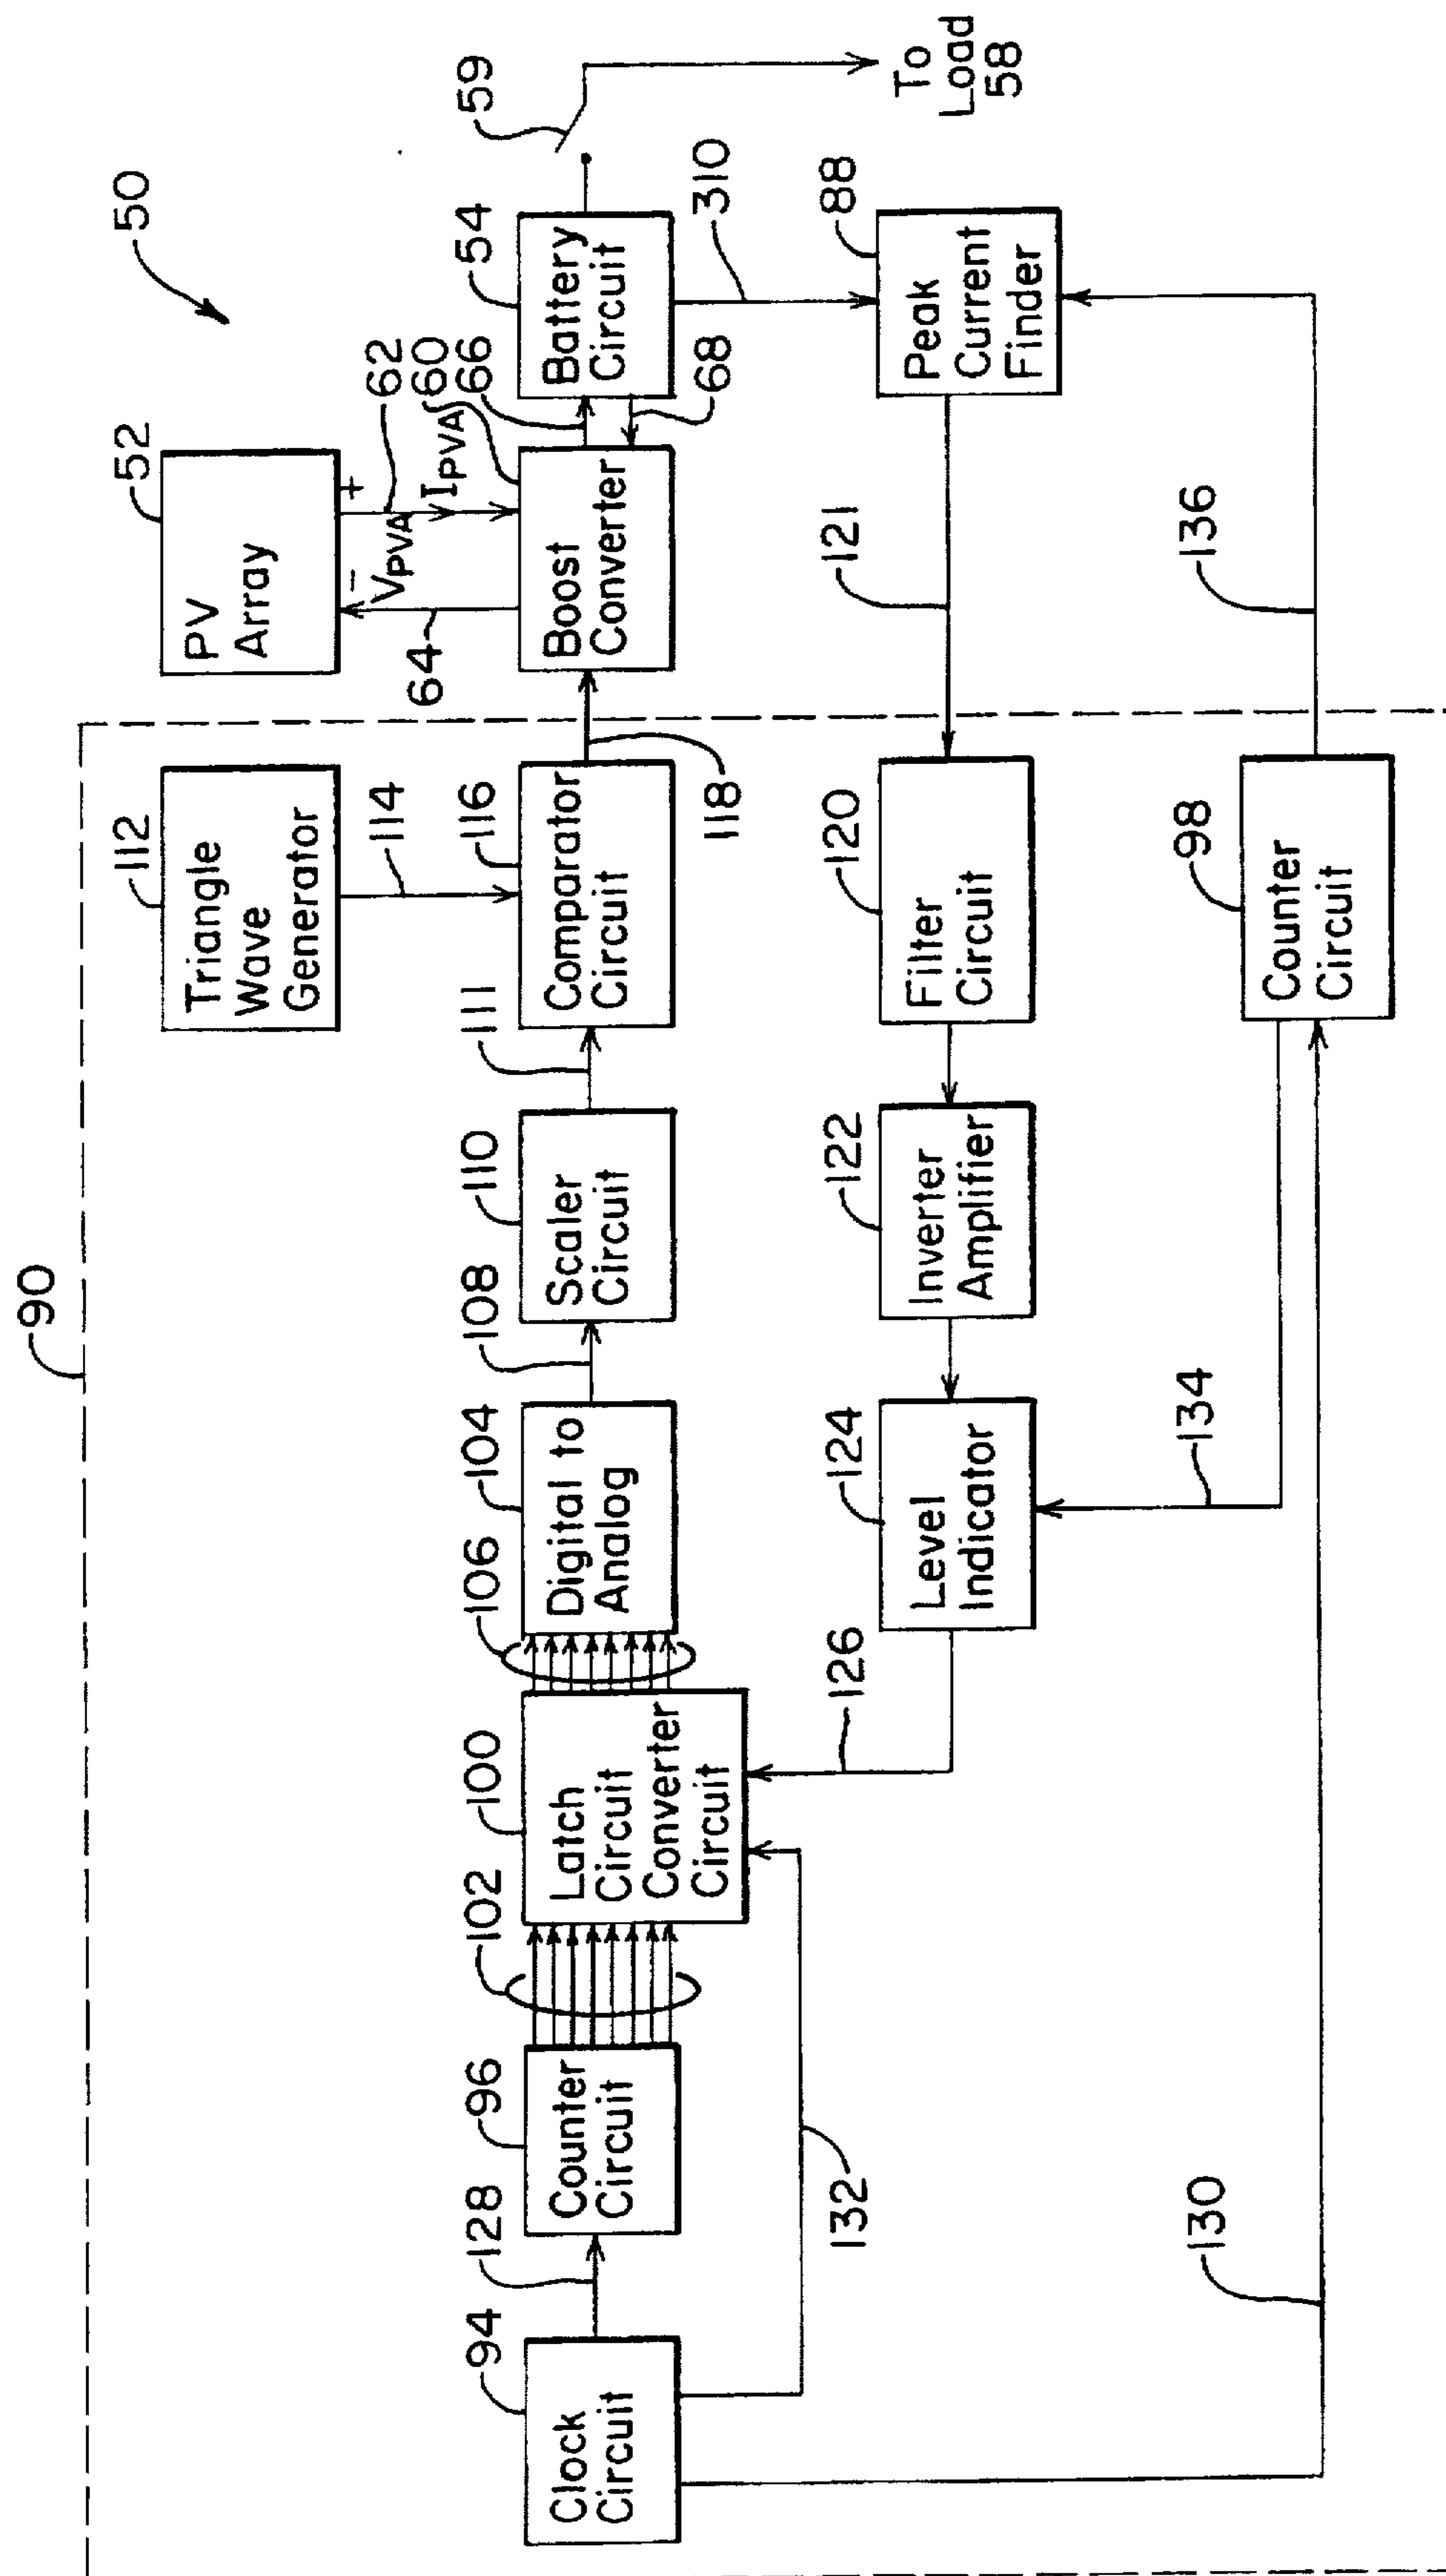 50
90
112
Triangle
Wave
Generator
114
52
PV
Array
−
+
VPVA
62
IPVA
60
64
66
68
94
Clock
Circuit
128
96
Counter
Circuit
102
100
Latch
Circuit
Converter
Circuit
106
104
Digital to
Analog
108
110
Scaler
Circuit
111
116
Comparator
Circuit
118
Boost
Converter
54
Battery
Circuit
59
To
Load
58
310
132
126
124
Level
Indicator
122
Inverter
Amplifier
120
Filter
Circuit
121
88
Peak
Current
Finder
134
130
98
Counter
Circuit
136